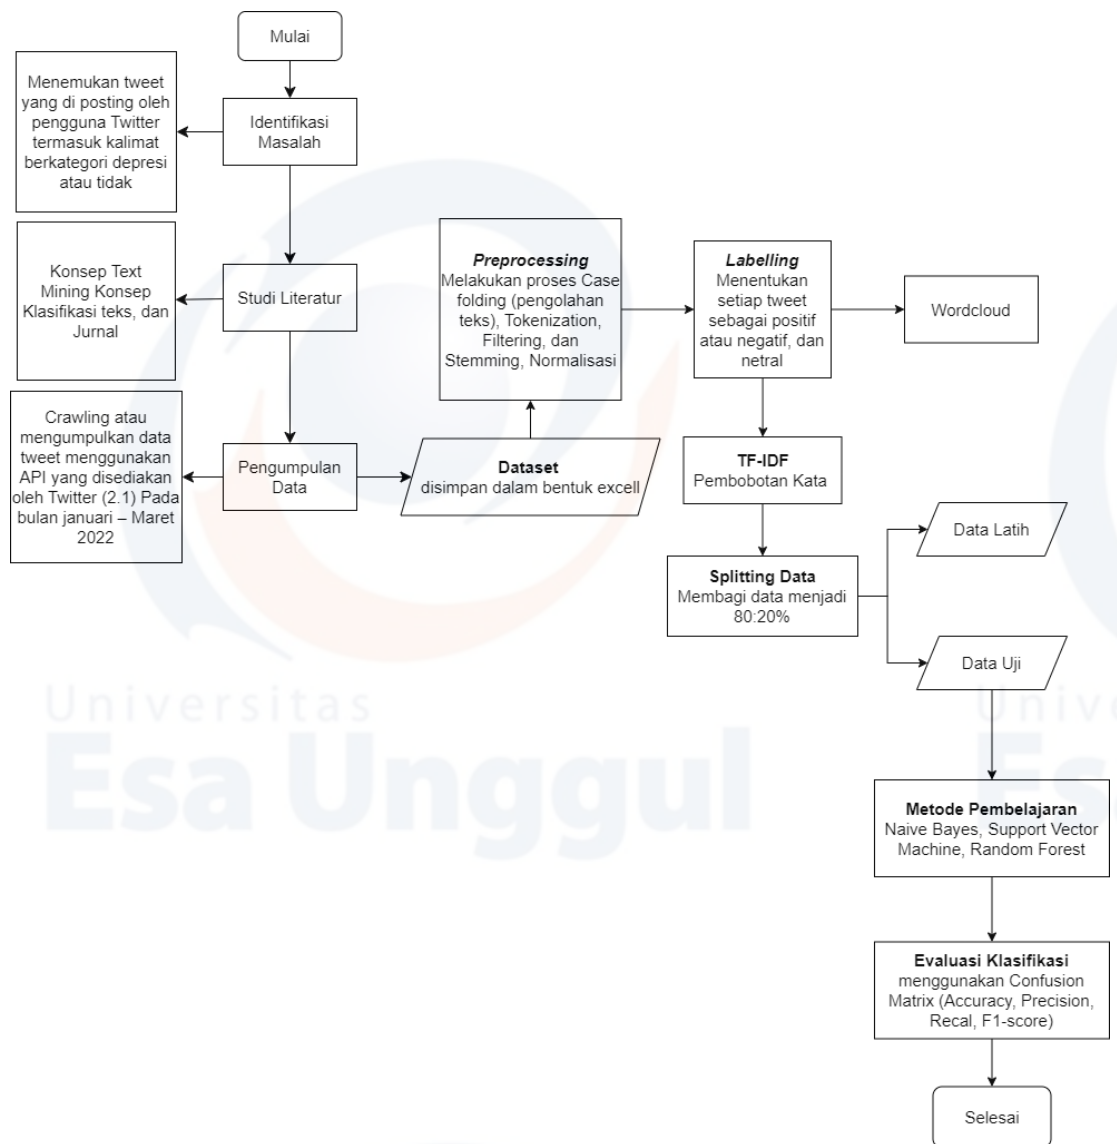 Mulai
Menemukan tweet
yang di posting oleh
pengguna Twitter
termasuk kalimat
berkategori depresi
atau tidak
Identifikasi
Masalah
Konsep Text
Mining Konsep
Klasifikasi teks, dan
Jurnal
Studi Literatur
Crawling atau
mengumpulkan data
tweet menggunakan
API yang disediakan
oleh Twitter (2.1) Pada
bulan januari – Maret
2022
Pengumpulan
Data
Dataset
disimpan dalam bentuk excell
Preprocessing
Melakukan proses Case
folding (pengolahan
teks), Tokenization,
Filtering, dan
Stemming, Normalisasi
Labelling
Menentukan
setiap tweet
sebagai positif
atau negatif, dan
netral
Wordcloud
TF-IDF
Pembobotan Kata
Splitting Data
Membagi data menjadi
80:20%
Data Latih
Data Uji
Metode Pembelajaran
Naive Bayes, Support Vector
Machine, Random Forest
Evaluasi Klasifikasi
menggunakan Confusion
Matrix (Accuracy, Precision,
Recal, F1-score)
Selesai
Universitas
Esa Unggul